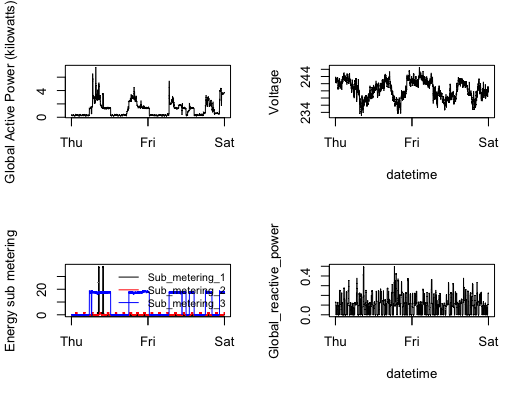 Global Active Power (kilowatts)
4
0
Thu Fri Sat
Voltage
244
234
Thu Fri Sat
datetime
Energy sub metering
20
0
Sub_metering_1
Sub_metering_2
Sub_metering_3
Thu Fri Sat
Global_reactive_power
0.4
0.0
Thu Fri Sat
datetime